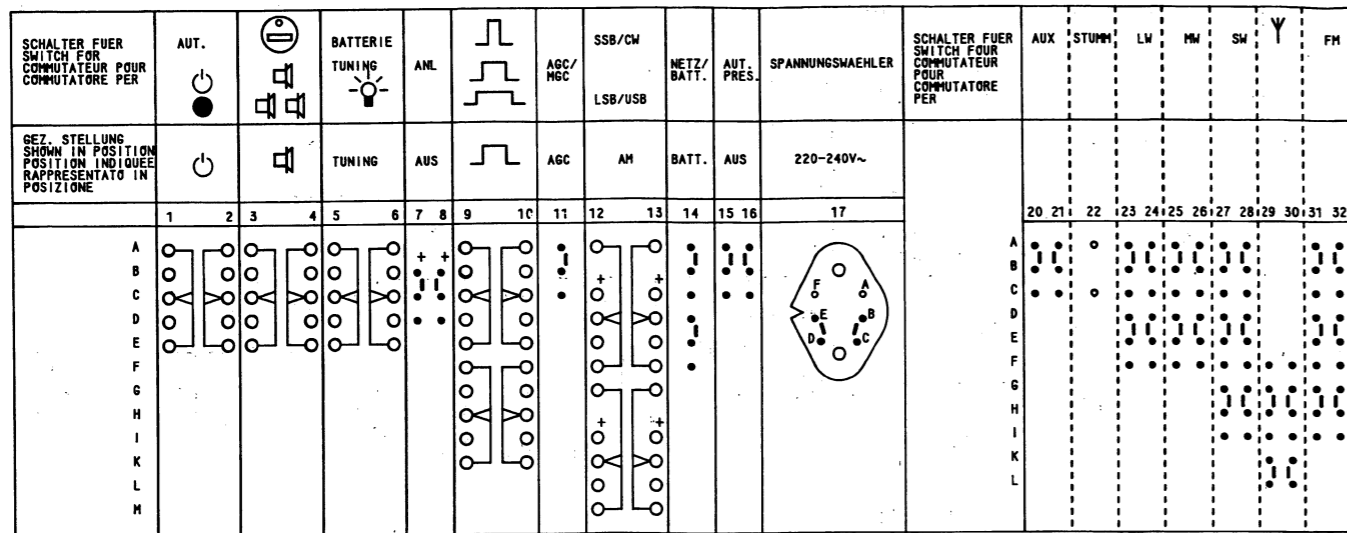 SCHALTER FUER
SWITCH FOR
COMMUTATEUR POUR
COMMUTATORE PER
AUT.
BATTERIE
TUNING
ANL
AGC/
MGC
SSB/CW
LSB/USB
NETZ/
BATT.
AUT.
PRES.
SPANNUNGSWAEHLER
SCHALTER FUER
SWITCH FOUR
COMMUTATEUR
POUR
COMMUTATORE
PER
AUX STUMM LW MW SW FM
GEZ. STELLUNG
SHOWN IN POSITION
POSITION INDIQUEE
RAPPRESENTATO IN
POSIZIONE
TUNING
AUS
AGC
AM
BATT.
AUS
220-240V~
1 2 3 4 5 6 7 8 9 10 11 12 13 14 15 16 17 20 21 22 23 24 25 26 27 28 29 30 31 32
A
B
C
D
E
F
G
H
I
K
L
M
+ +
+ +
+ +
F A
E B
D C
A
B
C
D
E
F
G
H
I
K
L